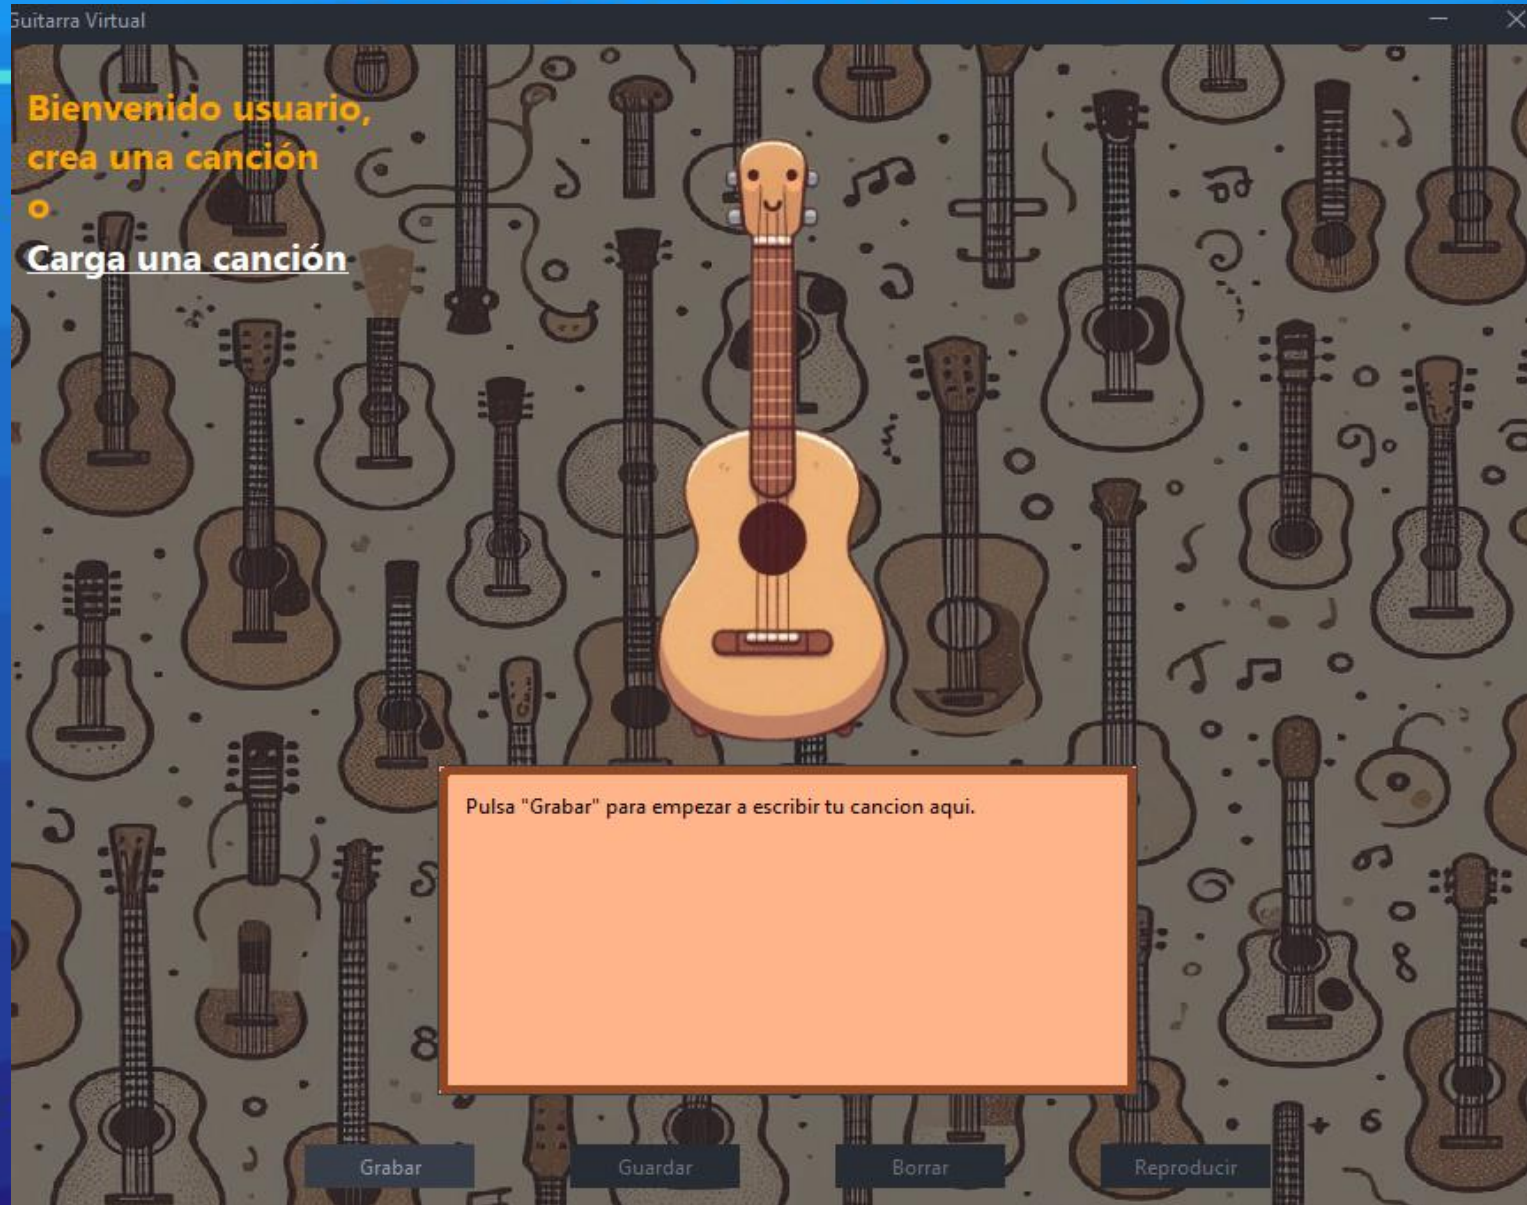 Guitarra Virtual
Bienvenido usuario,
crea una canción
o
Carga una canción
Pulsa "Grabar" para empezar a escribir tu cancion aqui.
Grabar
Guardar
Borrar
Reproducir